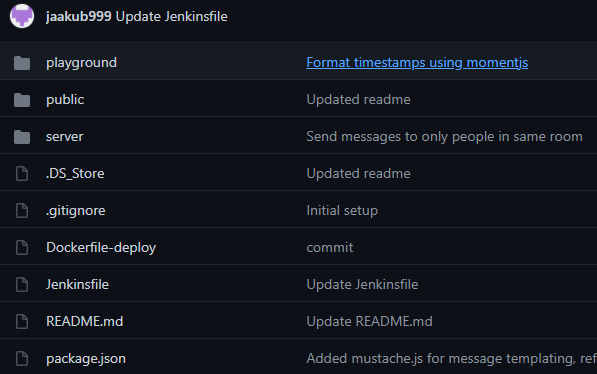 jaakub999 Update Jenkinsfile
playground Format timestamps using momentjs
public Updated readme
server Send messages to only people in same room
.DS_Store Updated readme
.gitignore Initial setup
Dockerfile-deploy commit
Jenkinsfile Update Jenkinsfile
README.md Update README.md
package.json Added mustache.js for message templating, ref